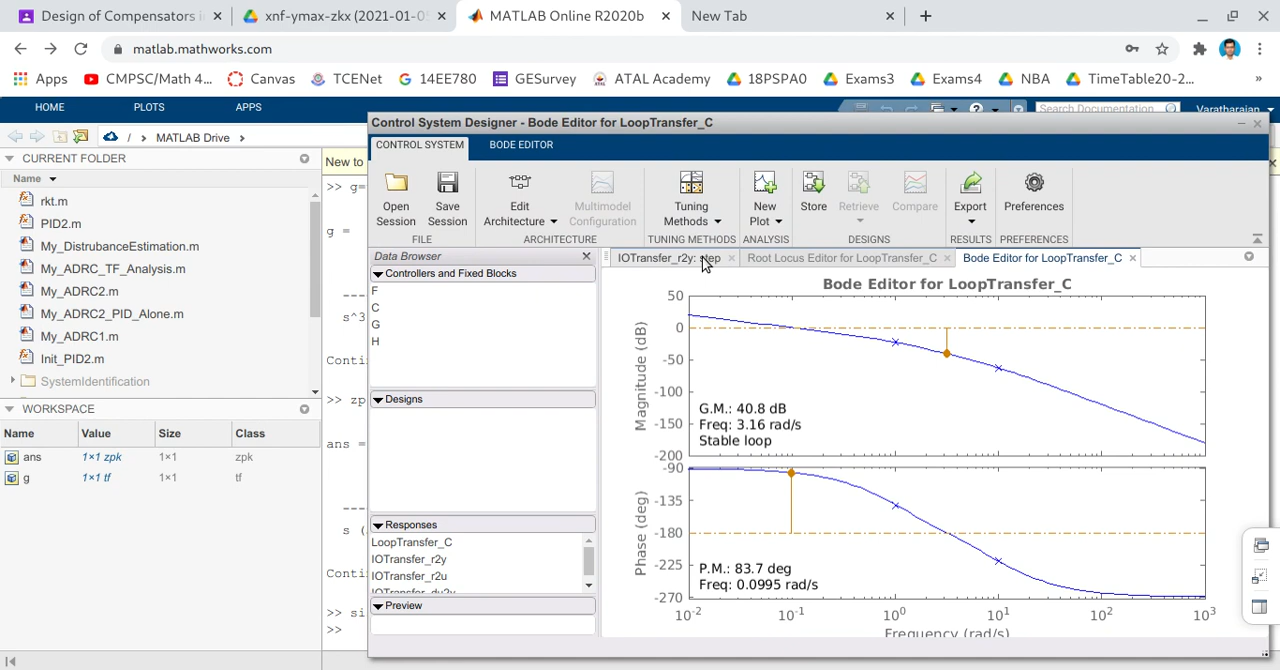 Design of Compensators i
xnf-ymax-zkx (2021-01-05
MATLAB Online R2020b
New Tab
matlab.mathworks.com
Apps
CMPSC/Math 4...
Canvas
TCENet
14EE780
GESurvey
ATAL Academy
18PSPA0
Exams3
Exams4
NBA
TimeTable20-2...
»
HOME
PLOTS
APPS
Search Documentation
Varatharajan
/ > MATLAB Drive >
CURRENT FOLDER
Name
rkt.m
PID2.m
My_DistrubanceEstimation.m
My_ADRC_TF_Analysis.m
My_ADRC2.m
My_ADRC2_PID_Alone.m
My_ADRC1.m
Init_PID2.m
SystemIdentification
WORKSPACE
Name Value Size Class
ans 1×1 zpk 1×1 zpk
g 1×1 tf 1×1 tf
New to
>> g=
g =
---
s^3
Conti
>> zp
ans =
---
s (
Conti
>> si
>>
Control System Designer - Bode Editor for LoopTransfer_C
CONTROL SYSTEM
BODE EDITOR
Open Session
Save Session
Edit Architecture
Multimodel Configuration
Tuning Methods
New Plot
Store
Retrieve
Compare
Export
Preferences
FILE
ARCHITECTURE
TUNING METHODS
ANALYSIS
DESIGNS
RESULTS
PREFERENCES
Data Browser
Controllers and Fixed Blocks
F
C
G
H
Designs
Responses
LoopTransfer_C
IOTransfer_r2y
IOTransfer_r2u
IOTransfer_du2y
Preview
IOTransfer_r2y: step
Root Locus Editor for LoopTransfer_C
Bode Editor for LoopTransfer_C
Bode Editor for LoopTransfer_C
Magnitude (dB)
50
0
-50
-100
-150
-200
G.M.: 40.8 dB
Freq: 3.16 rad/s
Stable loop
Phase (deg)
-90
-135
-180
-225
-270
P.M.: 83.7 deg
Freq: 0.0995 rad/s
10^-2 10^-1 10^0 10^1 10^2 10^3
Frequency (rad/s)